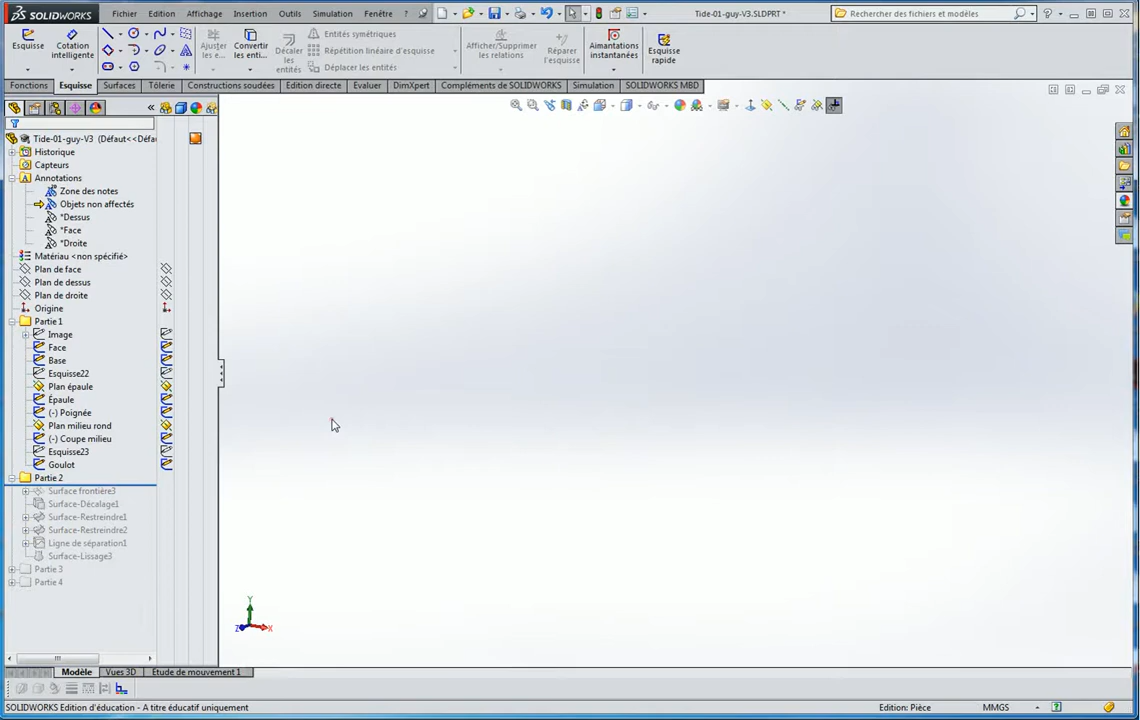 SOLIDWORKS
Fichier Edition Affichage Insertion Outils Simulation Fenêtre ? Tide-01-guy-V3.SLDPRT * Rechercher des fichiers et modèles
Esquisse
Cotation intelligente
Ajuster les e...
Convertir les enti...
Décaler les entités
Entités symétriques
Répétition linéaire d'esquisse
Déplacer les entités
Afficher/Supprimer les relations
Réparer l'esquisse
Aimantations instantanées
Esquisse rapide
Fonctions Esquisse Surfaces Tôlerie Constructions soudées Edition directe Evaluer DimXpert Compléments de SOLIDWORKS Simulation SOLIDWORKS MBD
Tide-01-guy-V3 (Défaut<<Défau
Historique
Capteurs
Annotations
Zone des notes
Objets non affectés
*Dessus
*Face
*Droite
Matériau <non spécifié>
Plan de face
Plan de dessus
Plan de droite
Origine
Partie 1
Image
Face
Base
Esquisse22
Plan épaule
Épaule
(-) Poignée
Plan milieu rond
(-) Coupe milieu
Esquisse23
Goulot
Partie 2
Surface frontière3
Surface-Décalage1
Surface-Restreindre1
Surface-Restreindre2
Ligne de séparation1
Surface-Lissage3
Partie 3
Partie 4
Y
Z X
Modèle Vues 3D Etude de mouvement 1
SOLIDWORKS Edition d'éducation - A titre éducatif uniquement Edition: Pièce MMGS